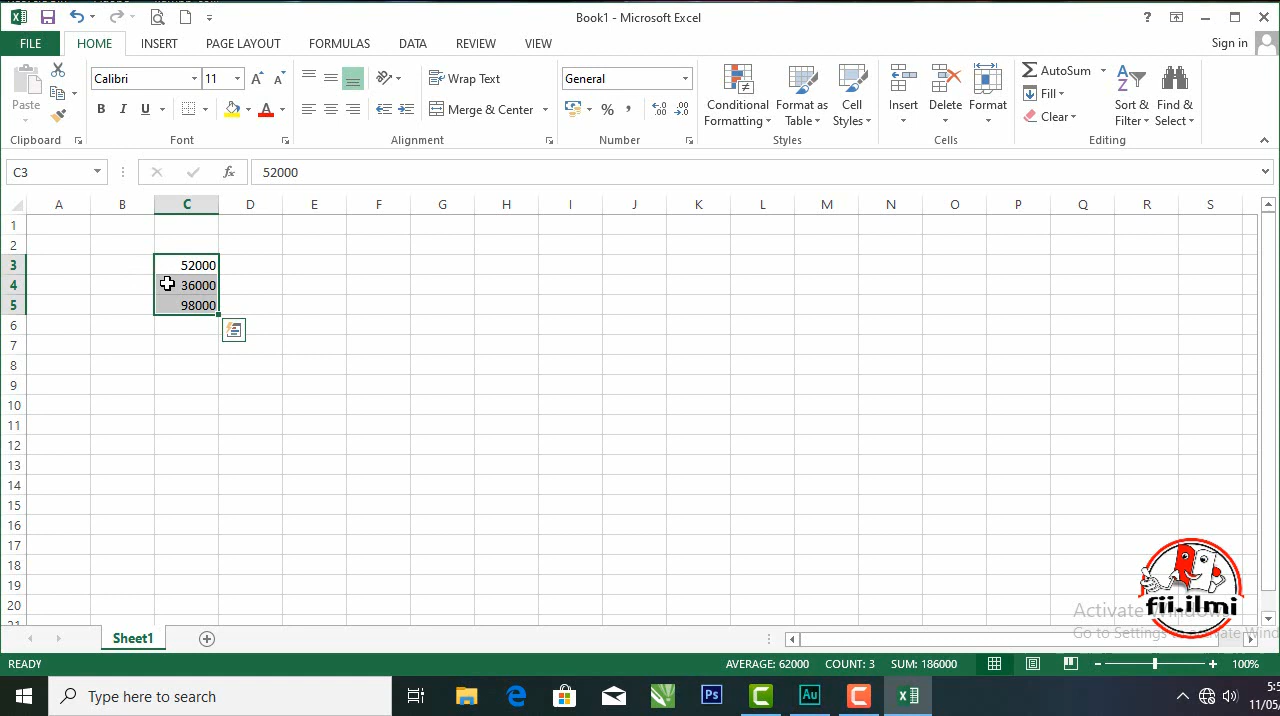 Book1 - Microsoft Excel
FILE HOME INSERT PAGE LAYOUT FORMULAS DATA REVIEW VIEW Sign in
Paste
Clipboard
Calibri 11
B I U
Font
Wrap Text
Merge & Center
Alignment
General
Number
Conditional Formatting
Format as Table
Cell Styles
Styles
Insert
Delete
Format
Cells
AutoSum
Fill
Clear
Sort & Filter
Find & Select
Editing
C3 fx 52000
A B C D E F G H I J K L M N O P Q R S
1
2
3 52000
4 36000
5 98000
6
7
8
9
10
11
12
13
14
15
16
17
18
19
20
fii.ilmi
Activate Windows
Go to Settings to activate Wind
Sheet1
READY AVERAGE: 62000 COUNT: 3 SUM: 186000 100%
Type here to search
Ps
Au